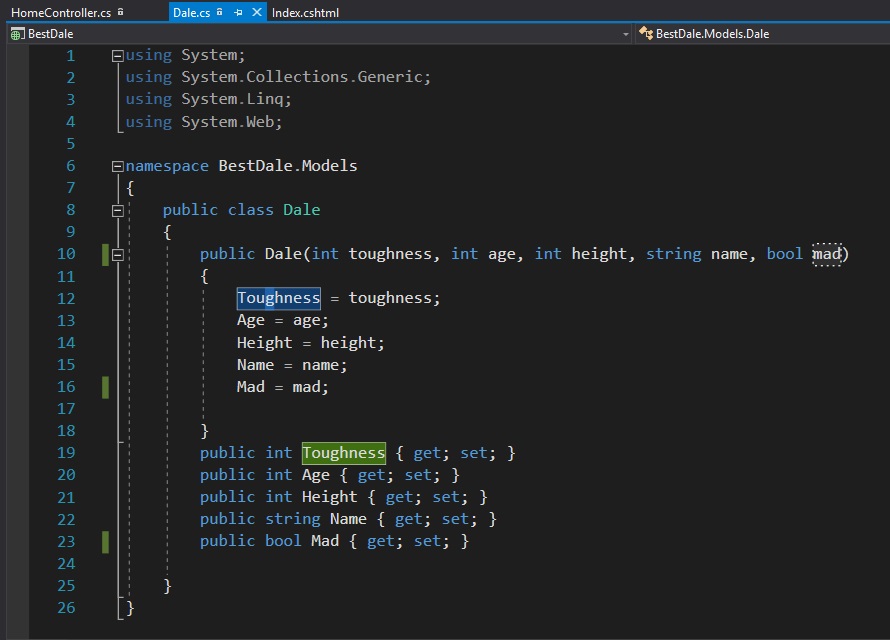 HomeController.cs Dale.cs Index.cshtml
BestDale BestDale.Models.Dale
1 using System;
2 using System.Collections.Generic;
3 using System.Linq;
4 using System.Web;
5
6 namespace BestDale.Models
7 {
8 public class Dale
9 {
10 public Dale(int toughness, int age, int height, string name, bool mad)
11 {
12 Toughness = toughness;
13 Age = age;
14 Height = height;
15 Name = name;
16 Mad = mad;
17
18 }
19 public int Toughness { get; set; }
20 public int Age { get; set; }
21 public int Height { get; set; }
22 public string Name { get; set; }
23 public bool Mad { get; set; }
24
25 }
26 }